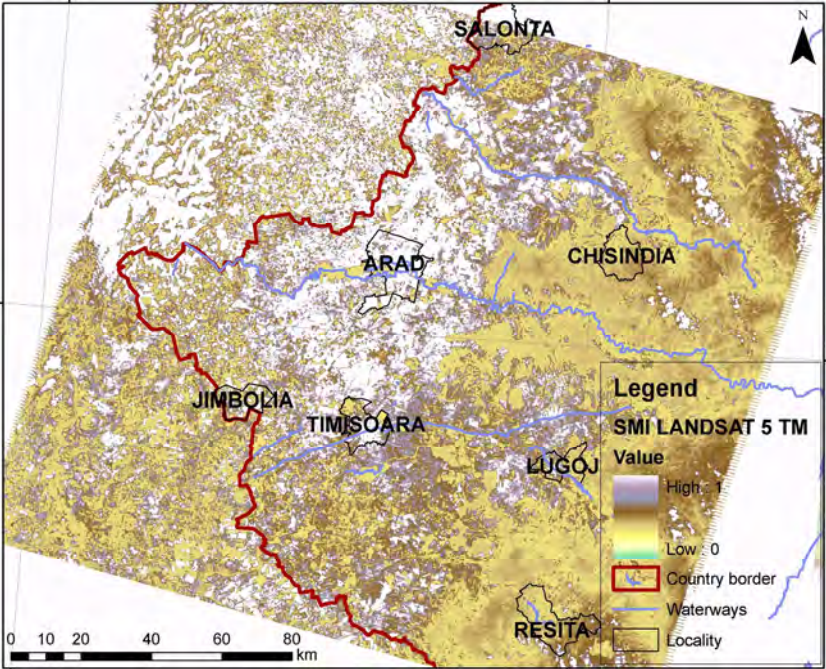 SALONTA
N
ARAD
CHISINDIA
JIMBOLIA
TIMISOARA
LUGOJ
RESITA
Legend
SMI LANDSAT 5 TM
Value
High : 1
Low : 0
Country border
Waterways
Locality
0 10 20 40 60 80
km